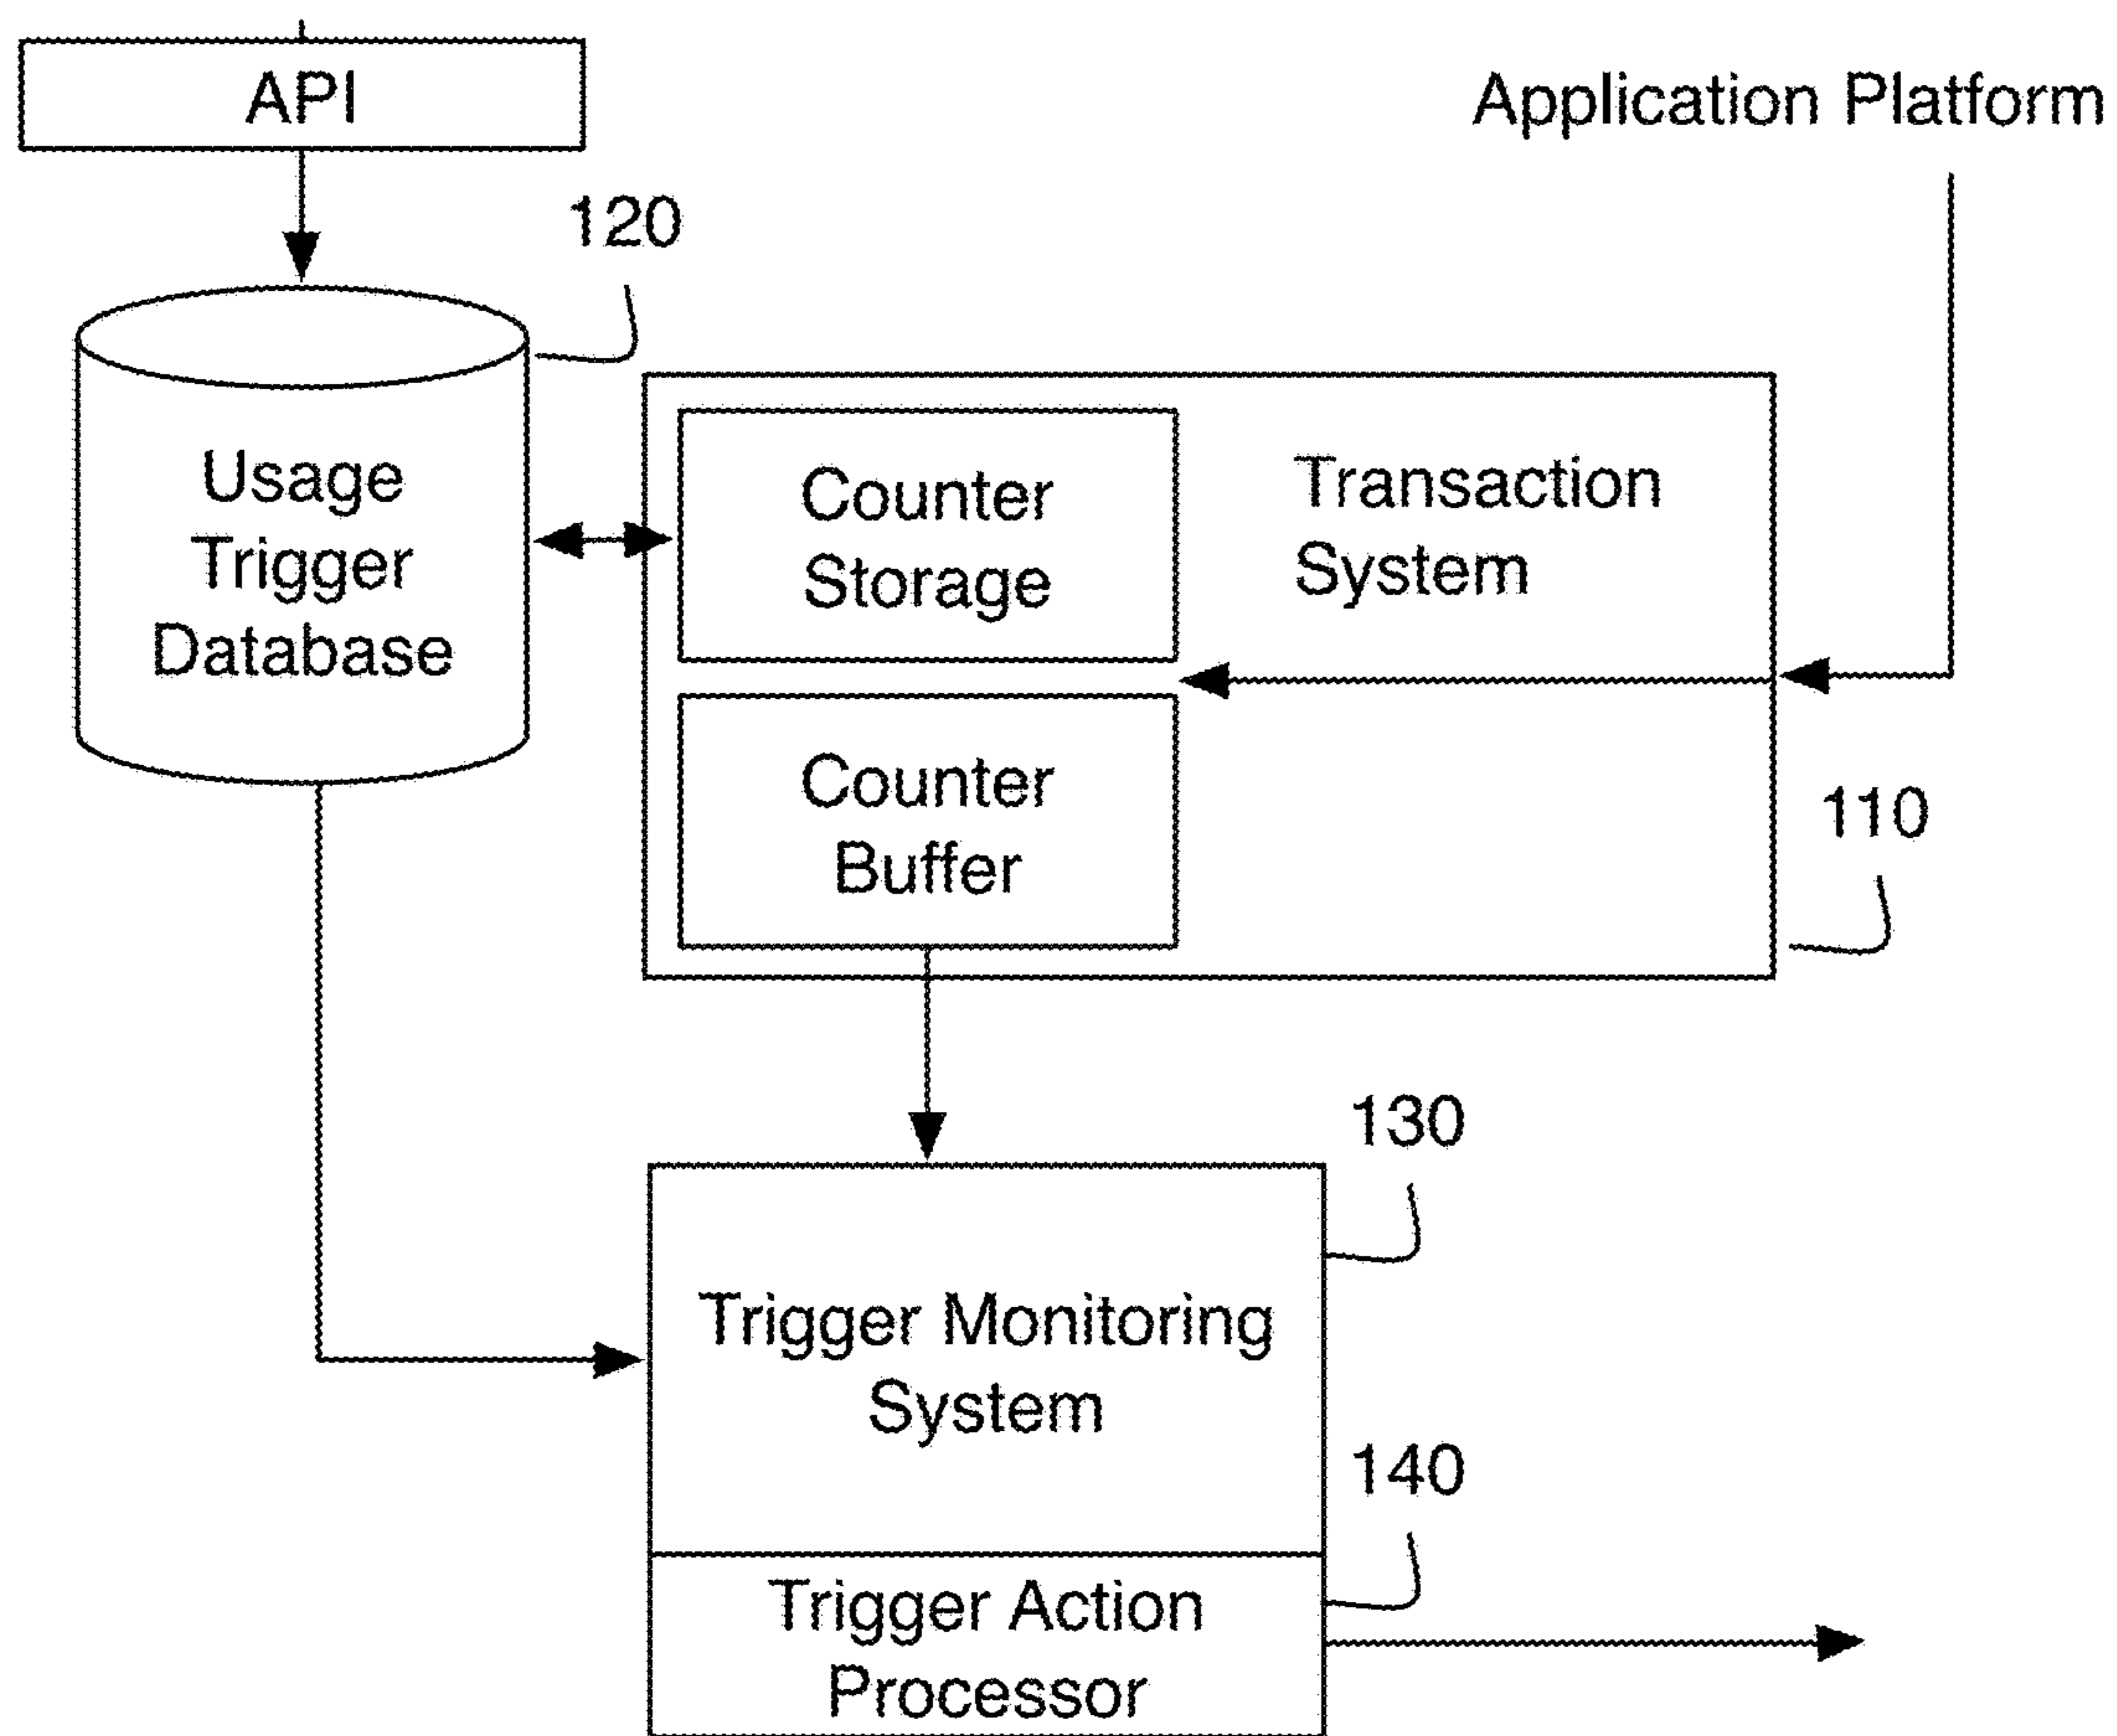 API
Application Platform
120
Usage
Trigger
Database
Counter
Storage
Transaction
System
Counter
Buffer
110
130
Trigger Monitoring
System
140
Trigger Action
Processor